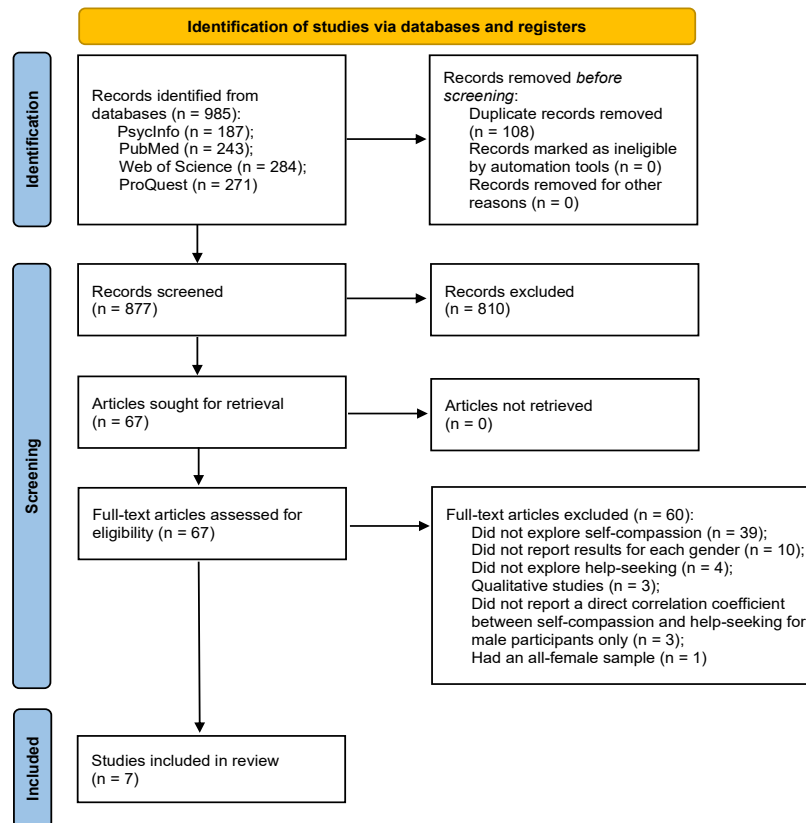 Identification of studies via databases and registers
Identification
Records identified from
databases (n = 985):
PsycInfo (n = 187);
PubMed (n = 243);
Web of Science (n = 284);
ProQuest (n = 271)
Records removed before
screening:
Duplicate records removed
(n = 108)
Records marked as ineligible
by automation tools (n = 0)
Records removed for other
reasons (n = 0)
Screening
Records screened
(n = 877)
Records excluded
(n = 810)
Articles sought for retrieval
(n = 67)
Articles not retrieved
(n = 0)
Full-text articles assessed for
eligibility (n = 67)
Full-text articles excluded (n = 60):
Did not explore self-compassion (n = 39);
Did not report results for each gender (n = 10);
Did not explore help-seeking (n = 4);
Qualitative studies (n = 3);
Did not report a direct correlation coefficient
between self-compassion and help-seeking for
male participants only (n = 3);
Had an all-female sample (n = 1)
Included
Studies included in review
(n = 7)